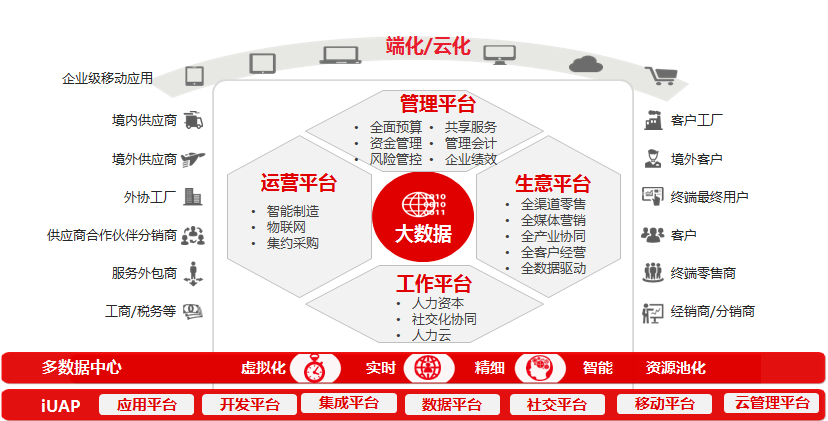 端化/云化
企业级移动应用
境内供应商
境外供应商
外协工厂
供应商合作伙伴分销商
服务外包商
工商/税务等
管理平台
• 全面预算 • 共享服务
• 资金管理 • 管理会计
• 风险管控 • 企业绩效
运营平台
• 智能制造
• 物联网
• 集约采购
1010
0010
0011
大数据
生意平台
• 全渠道零售
• 全媒体营销
• 全产业协同
• 全客户经营
• 全数据驱动
工作平台
• 人力资本
• 社交化协同
• 人力云
客户工厂
境外客户
终端最终用户
客户
终端零售商
经销商/分销商
多数据中心 虚拟化 实时 精细 智能 资源池化
iUAP 应用平台 开发平台 集成平台 数据平台 社交平台 移动平台 云管理平台